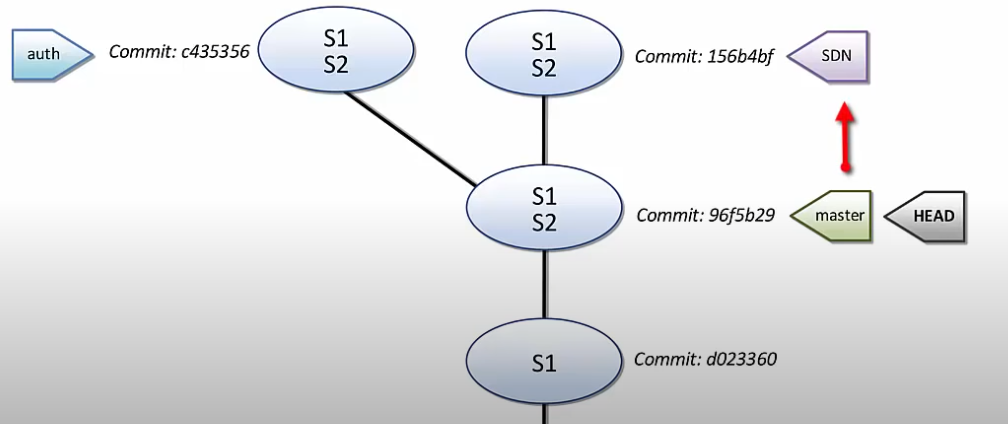 auth
Commit: c435356
S1
S2
S1
S2
Commit: 156b4bf
SDN
S1
S2
Commit: 96f5b29
master
HEAD
S1
Commit: d023360